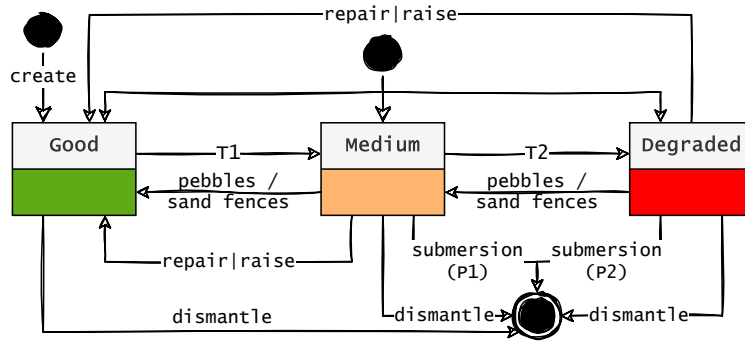 repair|raise
create
Good
T1
Medium
T2
Degraded
pebbles /
sand fences
pebbles /
sand fences
repair|raise
submersion
(P1)
submersion
(P2)
dismantle
dismantle
dismantle